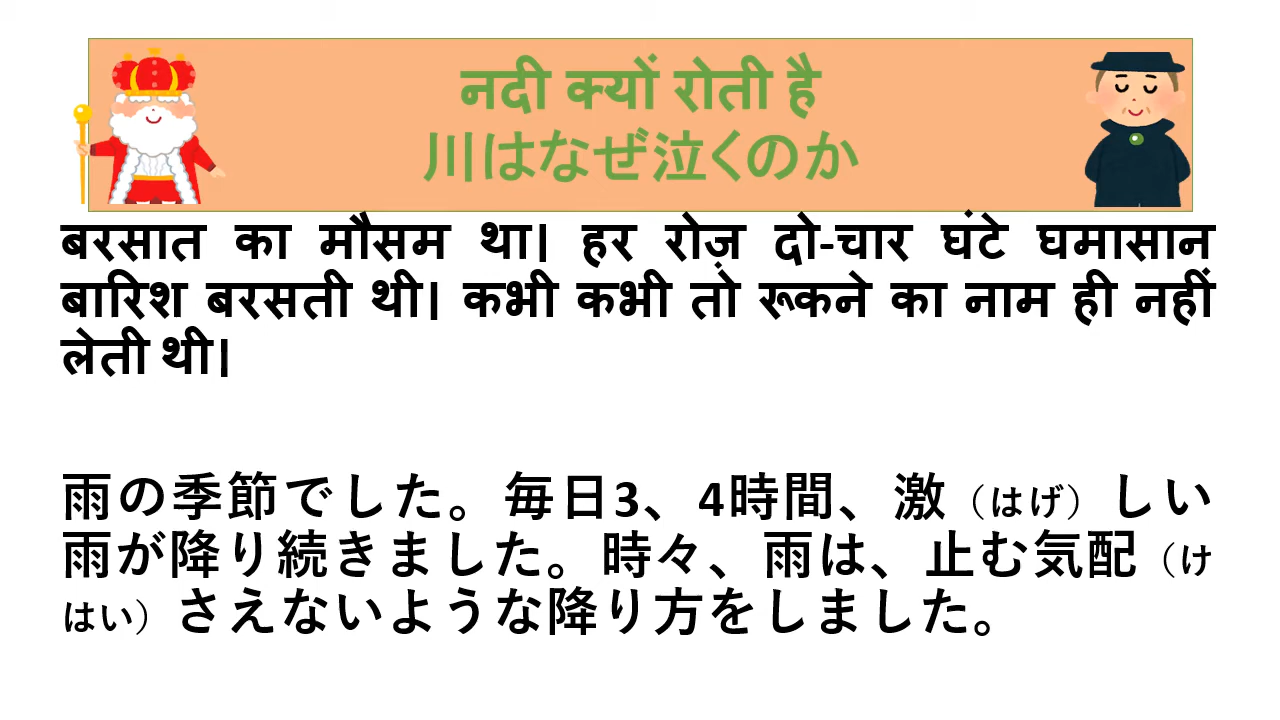 नदी क्यों रोती है
川はなぜ泣くのか
बरसात का मौसम था। हर रोज़ दो-चार घंटे घमासान
बारिश बरसती थी। कभी कभी तो रूकने का नाम ही नहीं
लेती थी।
雨の季節でした。毎日3、4時間、激（はげ）しい
雨が降り続きました。時々、雨は、止む気配（け
はい）さえないような降り方をしました。